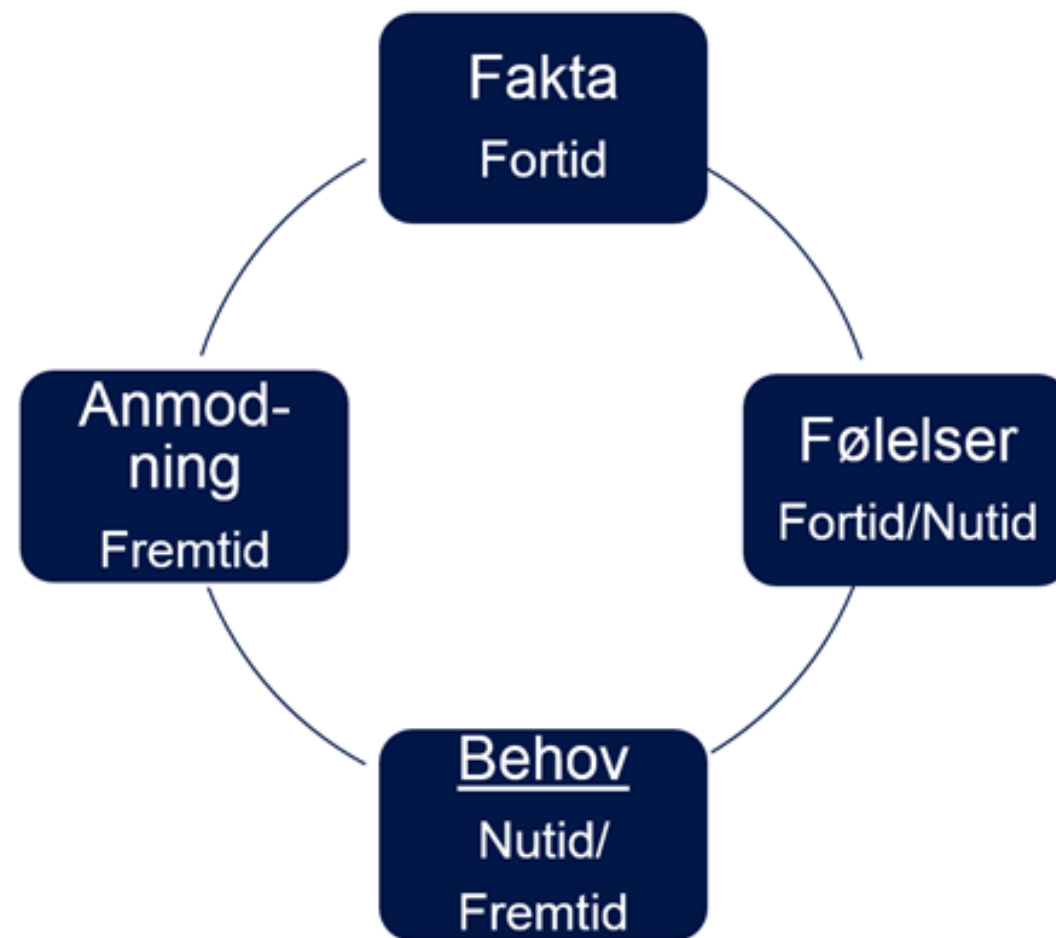 Fakta
Fortid
Følelser
Fortid/Nutid
Behov
Nutid/
Fremtid
Anmod-
ning
Fremtid